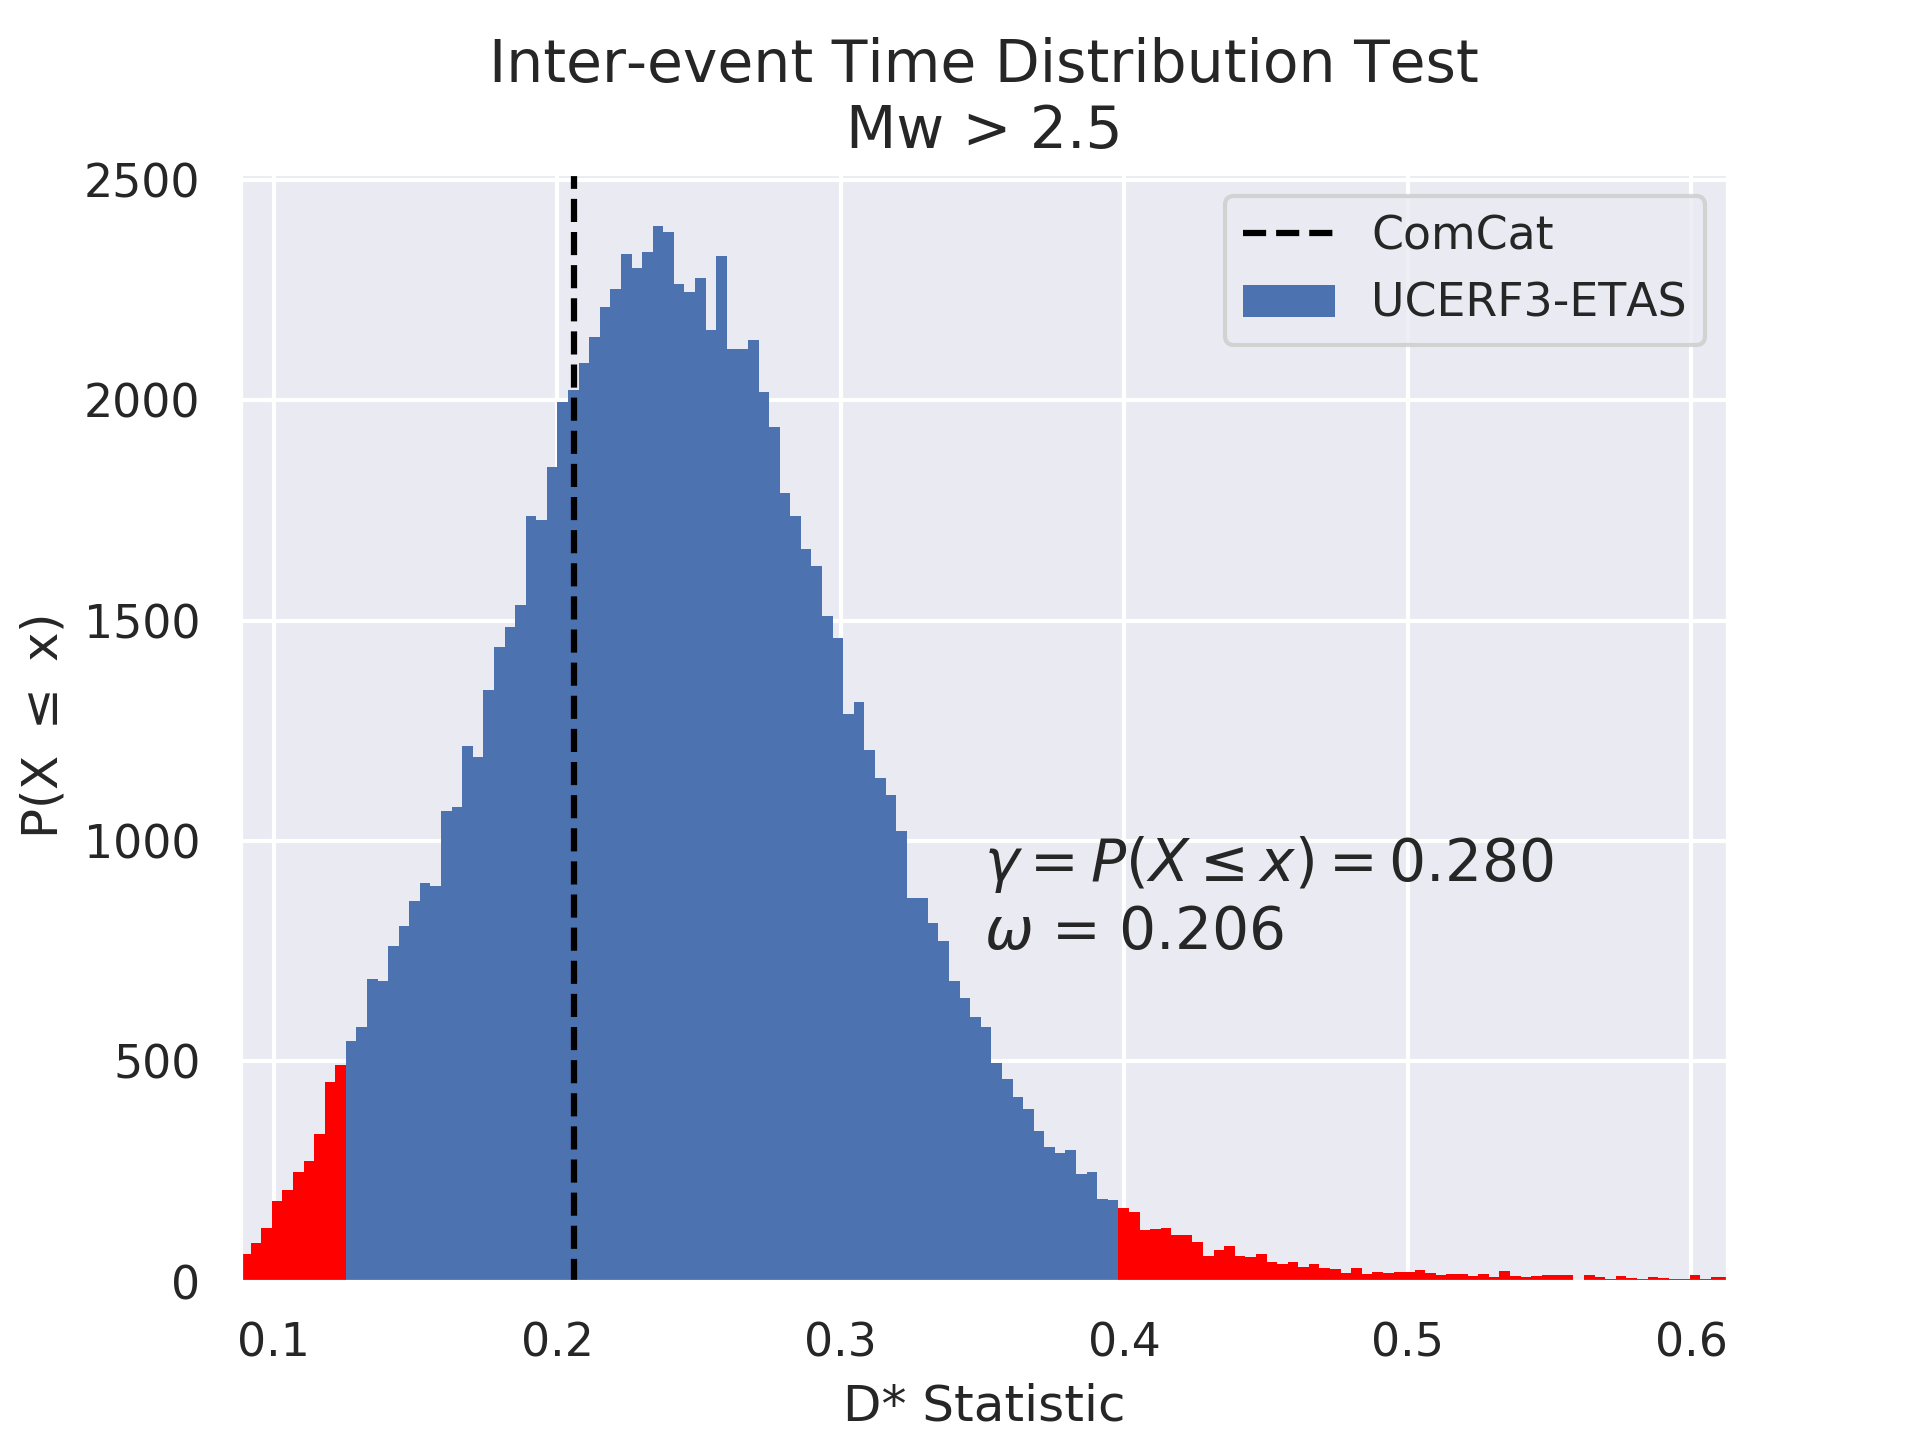 Inter-event Time Distribution Test
Mw > 2.5
2500
2000
1500
1000
500
0
P(X ≤ x)
ComCat
UCERF3-ETAS
γ = P(X ≤ x) = 0.280
ω = 0.206
0.1 0.2 0.3 0.4 0.5 0.6
D* Statistic